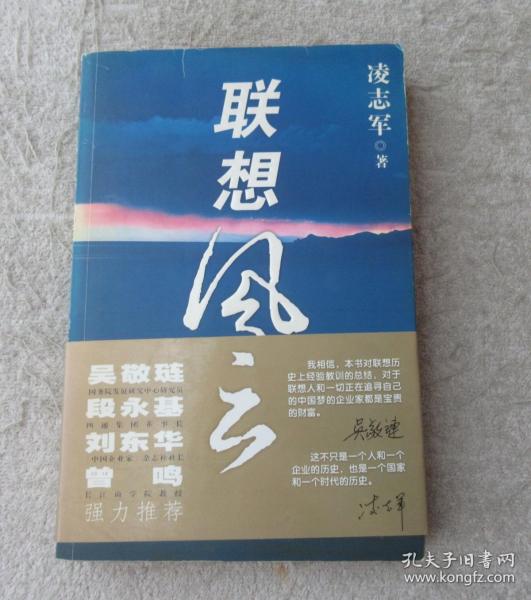 联想
风云
凌志军◎著
吴敬琏
国务院发展研究中心研究员
段永基
四通集团董事长
刘东华
中国企业家 杂志社社长
曾鸣
长江商学院教授
强力推荐
我相信，本书对联想历
史上经验教训的总结，对于
联想人和一切正在追寻自己
的中国梦的企业家都是宝贵
的财富。
吴敬琏
这不只是一个人和一个
企业的历史，也是一个国家
和一个时代的历史。
凌志军
孔夫子旧书网
www.kongfz.com